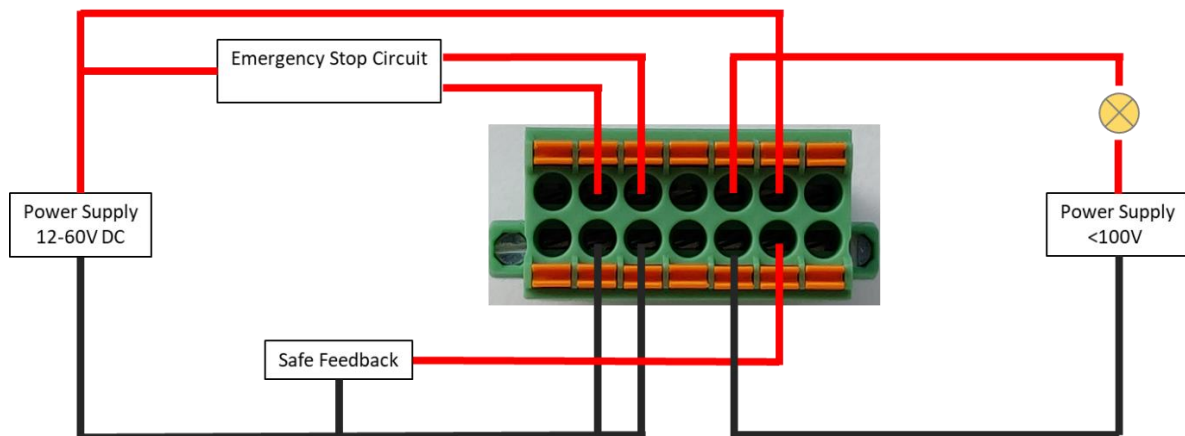 Emergency Stop Circuit
Power Supply
12-60V DC
Power Supply
<100V
Safe Feedback